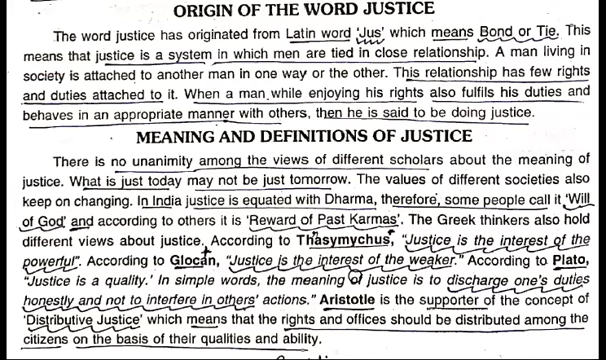 ORIGIN OF THE WORD JUSTICE
The word justice has originated from Latin word 'Jus' which means Bond or Tie. This
means that justice is a system in which men are tied in close relationship. A man living in
society is attached to another man in one way or the other. This relationship has few rights
and duties attached to it. When a man while enjoying his rights also fulfils his duties and
behaves in an appropriate manner with others, then he is said to be doing justice.
MEANING AND DEFINITIONS OF JUSTICE
There is no unanimity among the views of different scholars about the meaning of
justice. What is just today may not be just tomorrow. The values of different societies also
keep on changing. In India justice is equated with Dharma, therefore, some people call it 'Will
of God' and according to others it is 'Reward of Past Karmas'. The Greek thinkers also hold
different views about justice. According to Thasymychus, "Justice is the interest of the
powerful". According to Glocan, "Justice is the interest of the weaker." According to Plato,
"Justice is a quality.' In simple words, the meaning of justice is to discharge one's duties
honestly and not to interfere in others' actions." Aristotle is the supporter of the concept of
'Distributive Justice' which means that the rights and offices should be distributed among the
citizens on the basis of their qualities and ability.